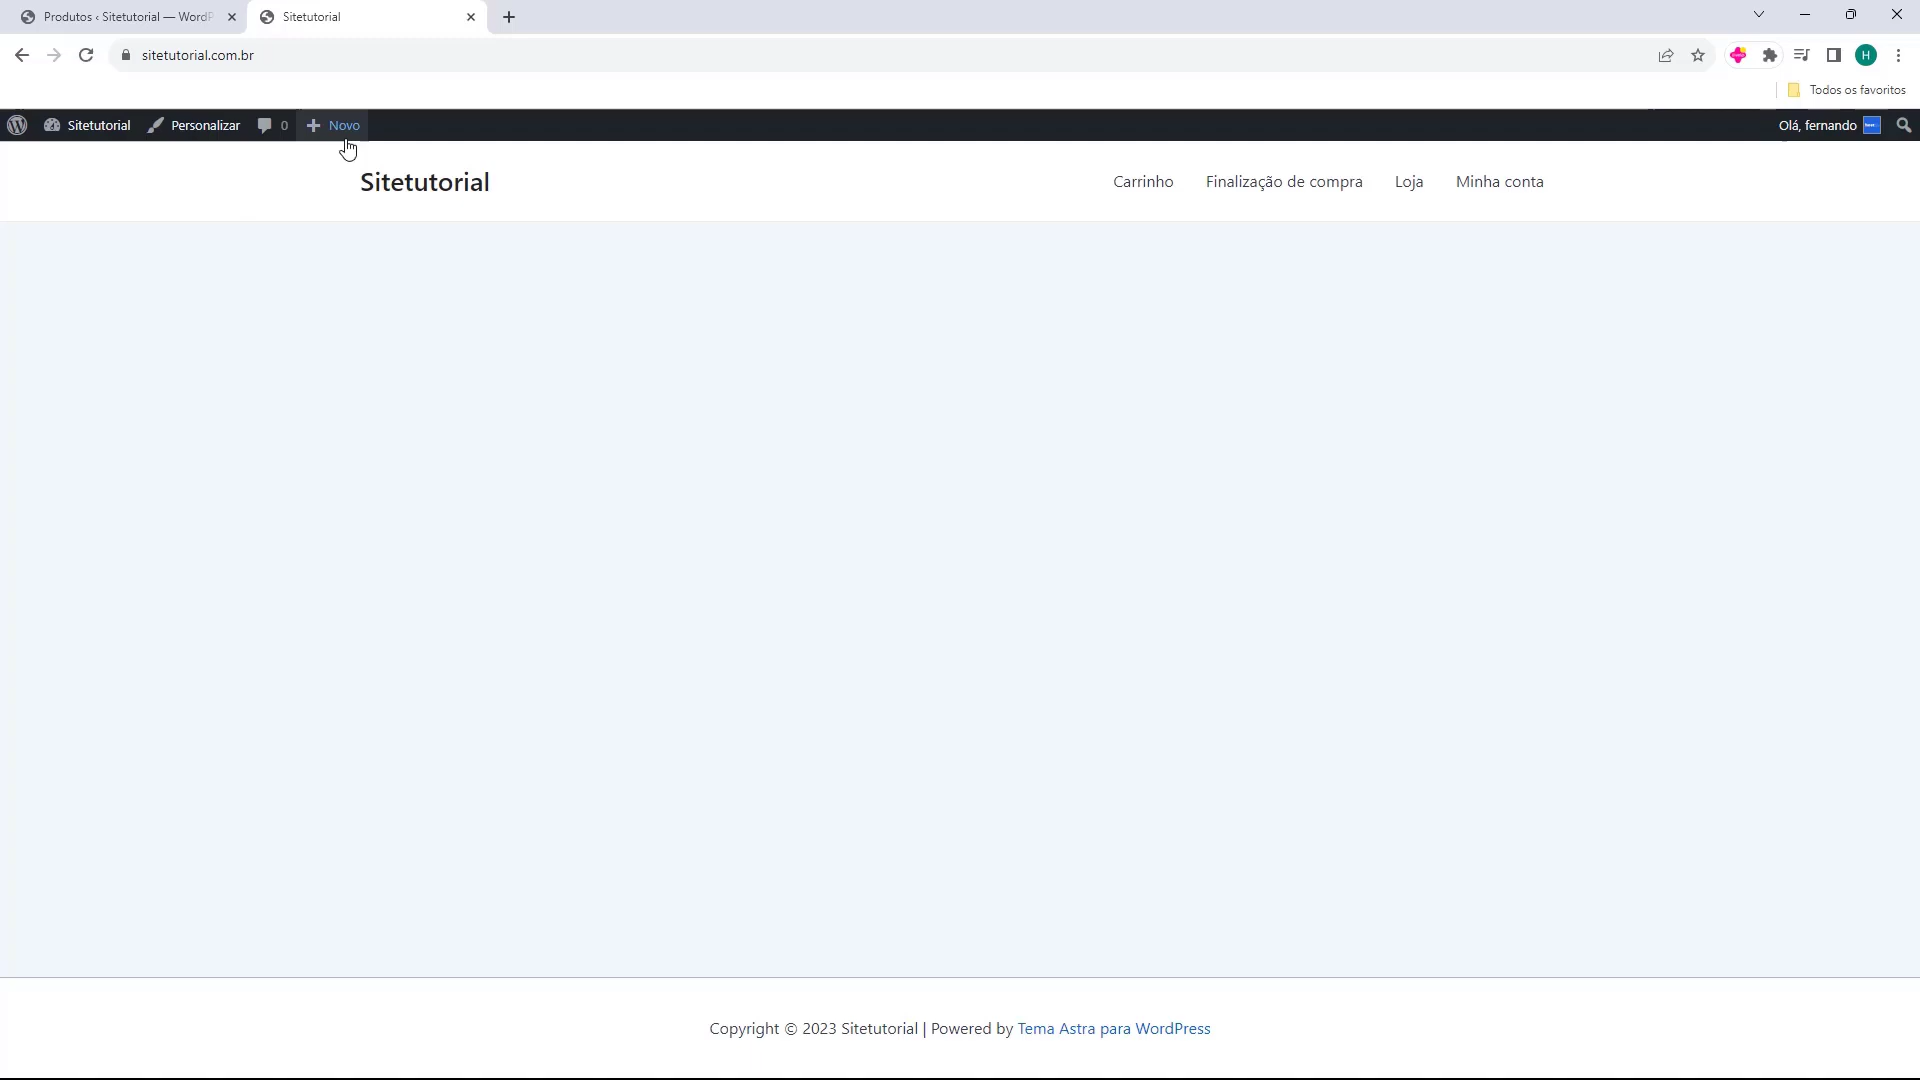 Produtos ‹ Sitetutorial — WordP
Sitetutorial
sitetutorial.com.br
H
Todos os favoritos
Sitetutorial
Personalizar
0
Novo
Olá, fernando
Sitetutorial
Carrinho
Finalização de compra
Loja
Minha conta
Copyright © 2023 Sitetutorial | Powered by Tema Astra para WordPress